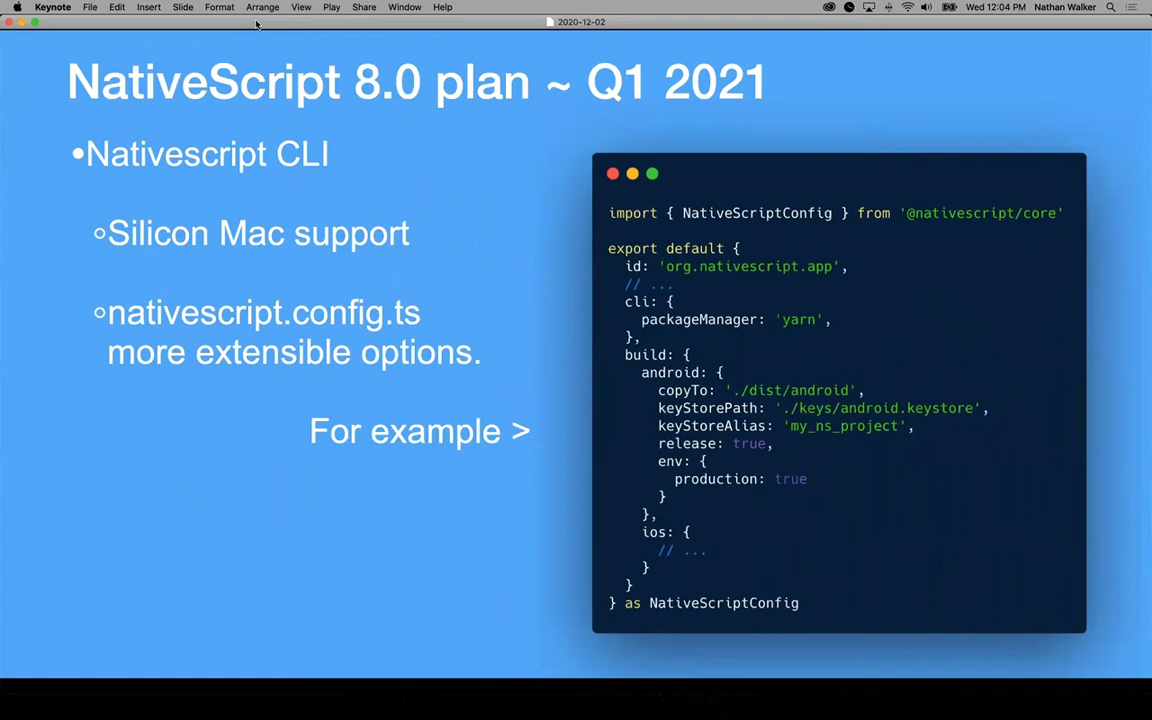 Keynote File Edit Insert Slide Format Arrange View Play Share Window Help Wed 12:04 PM Nathan Walker
2020-12-02
NativeScript 8.0 plan ~ Q1 2021
•Nativescript CLI
◦Silicon Mac support
◦nativescript.config.ts
more extensible options.
For example >
import { NativeScriptConfig } from '@nativescript/core'
export default {
  id: 'org.nativescript.app',
  // ...
  cli: {
    packageManager: 'yarn',
  },
  build: {
    android: {
      copyTo: './dist/android',
      keyStorePath: './keys/android.keystore',
      keyStoreAlias: 'my_ns_project',
      release: true,
      env: {
        production: true
      }
    },
    ios: {
      // ...
    }
  }
} as NativeScriptConfig